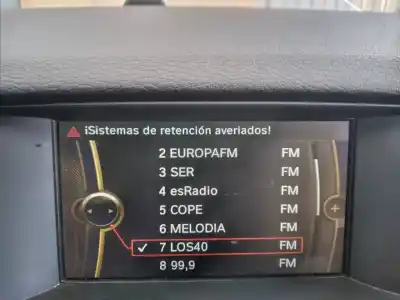 ¡Sistemas de retención averiados!
2 EUROPAFM FM
3 SER FM
4 esRadio FM
5 COPE FM
6 MELODIA FM
7 LOS40 FM
8 99,9 FM